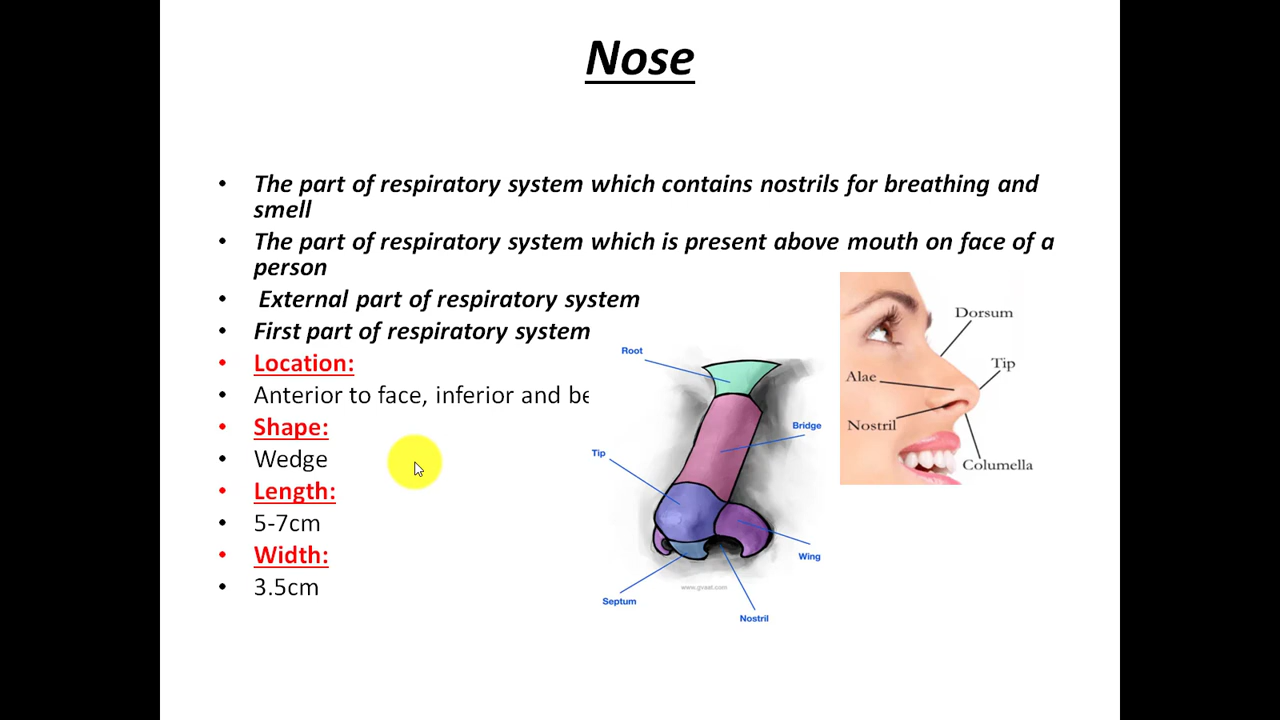 Nose
• The part of respiratory system which contains nostrils for breathing and
smell
• The part of respiratory system which is present above mouth on face of a
person
• External part of respiratory system
• First part of respiratory system
• Location:
• Anterior to face, inferior and be
• Shape:
• Wedge
• Length:
• 5-7cm
• Width:
• 3.5cm
Root
Bridge
Tip
Wing
Septum
Nostril
Dorsum
Tip
Alae
Nostril
Columella